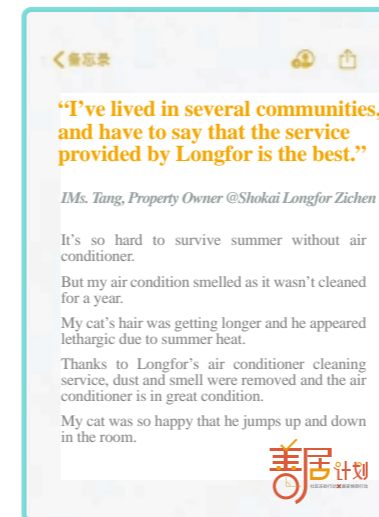 备忘录
“I’ve lived in several communities,
and have to say that the service
provided by Longfor is the best.”
IMs. Tang, Property Owner @Shokai Longfor Zichen
It’s so hard to survive summer without air
conditioner.
But my air condition smelled as it wasn’t cleaned
for a year.
My cat’s hair was getting longer and he appeared
lethargic due to summer heat.
Thanks to Longfor’s air conditioner cleaning
service, dust and smell were removed and the air
conditioner is in great condition.
My cat was so happy that he jumps up and down
in the room.
善居计划